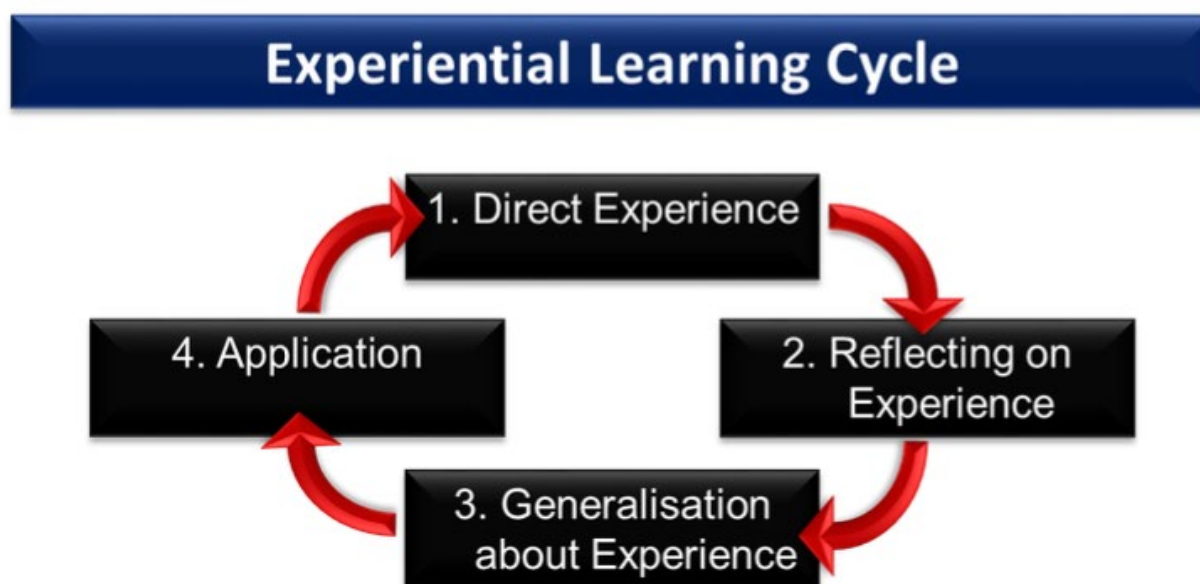 Experiential Learning Cycle
1. Direct Experience
2. Reflecting on
Experience
3. Generalisation
about Experience
4. Application